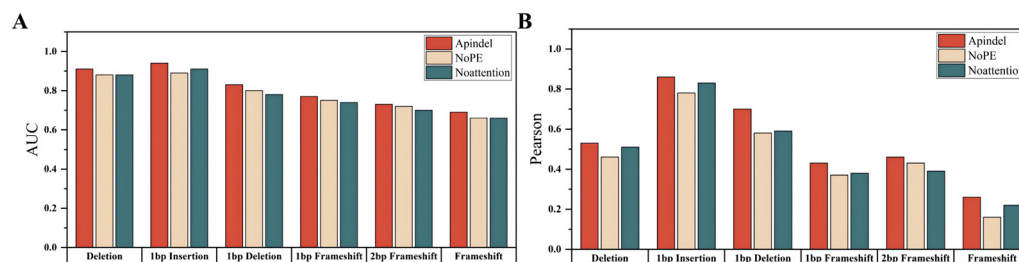 A
AUC
1.0
0.8
0.6
0.4
0.2
0.0
Apindel
NoPE
Noattention
Deletion
1bp Insertion
1bp Deletion
1bp Frameshift
2bp Frameshift
Frameshift
B
Pearson
1.0
0.8
0.6
0.4
0.2
0.0
Apindel
NoPE
Noattention
Deletion
1bp Insertion
1bp Deletion
1bp Frameshift
2bp Frameshift
Frameshift